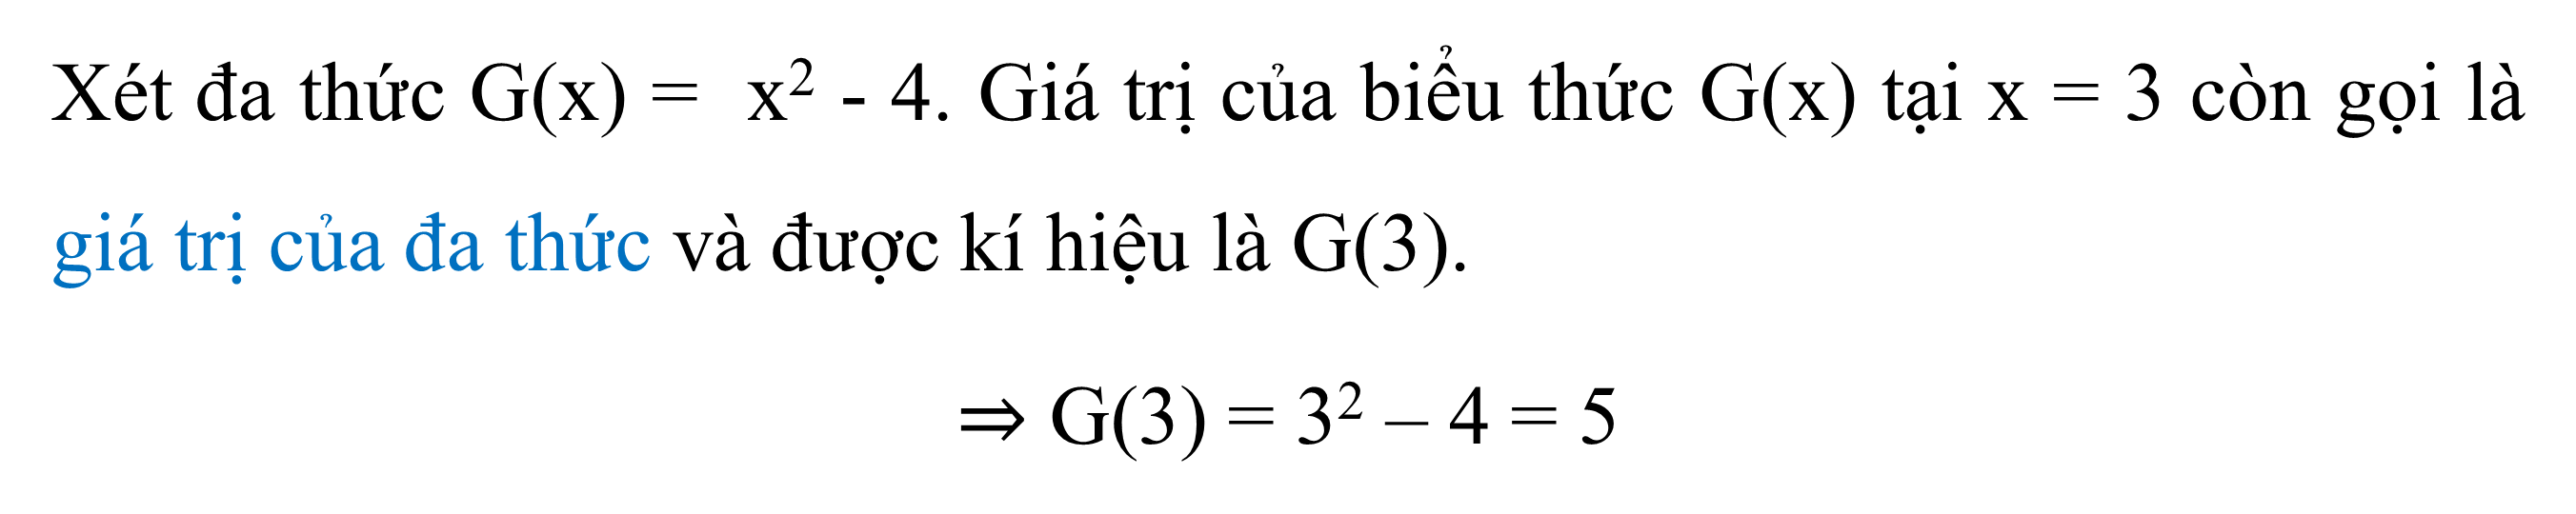 Xét đa thức G(x) = x² - 4. Giá trị của biểu thức G(x) tại x = 3 còn gọi là
giá trị của đa thức và được kí hiệu là G(3).
⇒ G(3) = 3² – 4 = 5